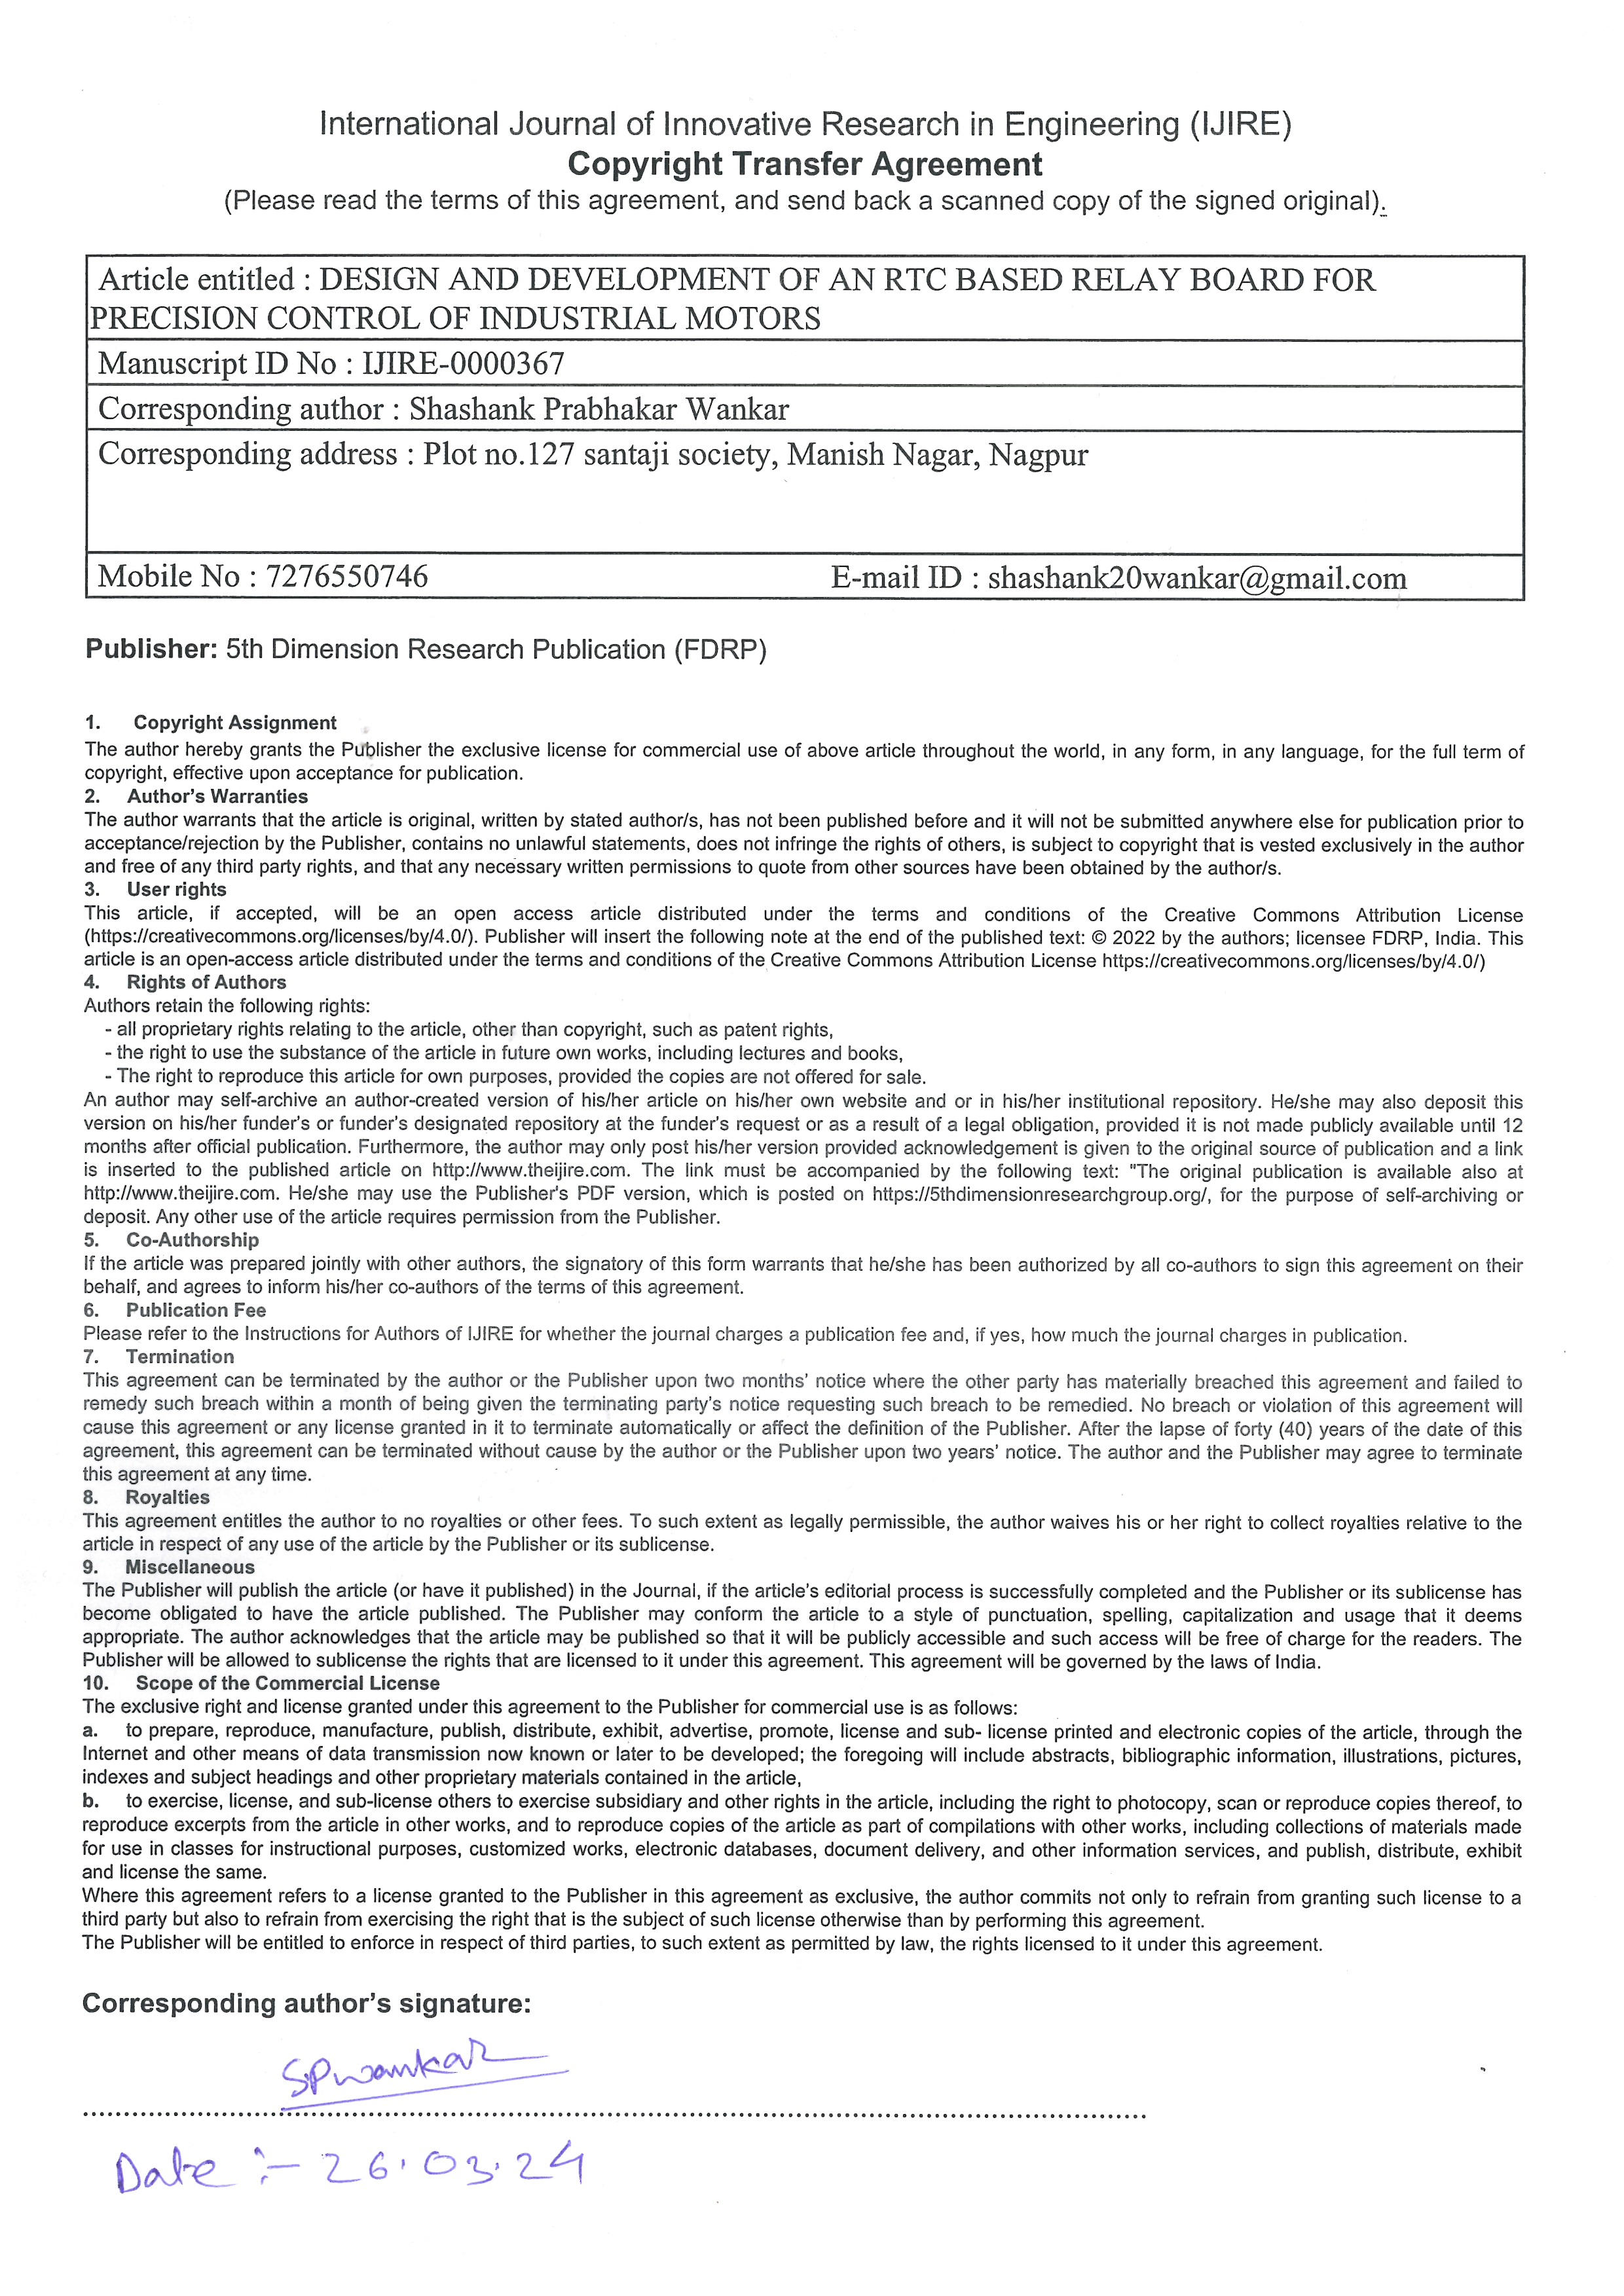 International Journal of Innovative Research in Engineering (IJIRE)
Copyright Transfer Agreement
(Please read the terms of this agreement, and send back a scanned copy of the signed original).
Article entitled : DESIGN AND DEVELOPMENT OF AN RTC BASED RELAY BOARD FOR
PRECISION CONTROL OF INDUSTRIAL MOTORS
Manuscript ID No : IJIRE-0000367
Corresponding author : Shashank Prabhakar Wankar
Corresponding address : Plot no.127 santaji society, Manish Nagar, Nagpur
Mobile No : 7276550746 E-mail ID : shashank20wankar@gmail.com
Publisher: 5th Dimension Research Publication (FDRP)
1. Copyright Assignment
The author hereby grants the Publisher the exclusive license for commercial use of above article throughout the world, in any form, in any language, for the full term of
copyright, effective upon acceptance for publication.
2. Author's Warranties
The author warrants that the article is original, written by stated author/s, has not been published before and it will not be submitted anywhere else for publication prior to
acceptance/rejection by the Publisher, contains no unlawful statements, does not infringe the rights of others, is subject to copyright that is vested exclusively in the author
and free of any third party rights, and that any necessary written permissions to quote from other sources have been obtained by the author/s.
3. User rights
This article, if accepted, will be an open access article distributed under the terms and conditions of the Creative Commons Attribution License
(https://creativecommons.org/licenses/by/4.0/). Publisher will insert the following note at the end of the published text: © 2022 by the authors; licensee FDRP, India. This
article is an open-access article distributed under the terms and conditions of the Creative Commons Attribution License https://creativecommons.org/licenses/by/4.0/)
4. Rights of Authors
Authors retain the following rights:
- all proprietary rights relating to the article, other than copyright, such as patent rights,
- the right to use the substance of the article in future own works, including lectures and books,
- The right to reproduce this article for own purposes, provided the copies are not offered for sale.
An author may self-archive an author-created version of his/her article on his/her own website and or in his/her institutional repository. He/she may also deposit this
version on his/her funder's or funder's designated repository at the funder's request or as a result of a legal obligation, provided it is not made publicly available until 12
months after official publication. Furthermore, the author may only post his/her version provided acknowledgement is given to the original source of publication and a link
is inserted to the published article on http://www.theijire.com. The link must be accompanied by the following text: "The original publication is available also at
http://www.theijire.com. He/she may use the Publisher's PDF version, which is posted on https://5thdimensionresearchgroup.org/, for the purpose of self-archiving or
deposit. Any other use of the article requires permission from the Publisher.
5. Co-Authorship
If the article was prepared jointly with other authors, the signatory of this form warrants that he/she has been authorized by all co-authors to sign this agreement on their
behalf, and agrees to inform his/her co-authors of the terms of this agreement.
6. Publication Fee
Please refer to the Instructions for Authors of IJIRE for whether the journal charges a publication fee and, if yes, how much the journal charges in publication.
7. Termination
This agreement can be terminated by the author or the Publisher upon two months' notice where the other party has materially breached this agreement and failed to
remedy such breach within a month of being given the terminating party's notice requesting such breach to be remedied. No breach or violation of this agreement will
cause this agreement or any license granted in it to terminate automatically or affect the definition of the Publisher. After the lapse of forty (40) years of the date of this
agreement, this agreement can be terminated without cause by the author or the Publisher upon two years' notice. The author and the Publisher may agree to terminate
this agreement at any time.
8. Royalties
This agreement entitles the author to no royalties or other fees. To such extent as legally permissible, the author waives his or her right to collect royalties relative to the
article in respect of any use of the article by the Publisher or its sublicense.
9. Miscellaneous
The Publisher will publish the article (or have it published) in the Journal, if the article's editorial process is successfully completed and the Publisher or its sublicense has
become obligated to have the article published. The Publisher may conform the article to a style of punctuation, spelling, capitalization and usage that it deems
appropriate. The author acknowledges that the article may be published so that it will be publicly accessible and such access will be free of charge for the readers. The
Publisher will be allowed to sublicense the rights that are licensed to it under this agreement. This agreement will be governed by the laws of India.
10. Scope of the Commercial License
The exclusive right and license granted under this agreement to the Publisher for commercial use is as follows:
a. to prepare, reproduce, manufacture, publish, distribute, exhibit, advertise, promote, license and sub- license printed and electronic copies of the article, through the
Internet and other means of data transmission now known or later to be developed; the foregoing will include abstracts, bibliographic information, illustrations, pictures,
indexes and subject headings and other proprietary materials contained in the article,
b. to exercise, license, and sub-license others to exercise subsidiary and other rights in the article, including the right to photocopy, scan or reproduce copies thereof, to
reproduce excerpts from the article in other works, and to reproduce copies of the article as part of compilations with other works, including collections of materials made
for use in classes for instructional purposes, customized works, electronic databases, document delivery, and other information services, and publish, distribute, exhibit
and license the same.
Where this agreement refers to a license granted to the Publisher in this agreement as exclusive, the author commits not only to refrain from granting such license to a
third party but also to refrain from exercising the right that is the subject of such license otherwise than by performing this agreement.
The Publisher will be entitled to enforce in respect of third parties, to such extent as permitted by law, the rights licensed to it under this agreement.
Corresponding author's signature:
SPwankar
Date :- 26.03.24